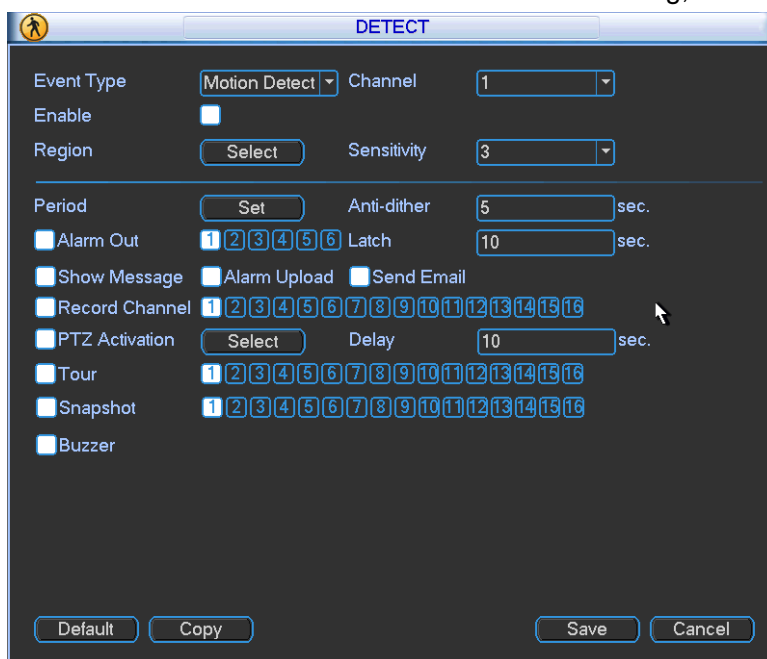 DETECT
Event Type Motion Detect Channel 1
Enable
Region Select Sensitivity 3
Period Set Anti-dither 5 sec.
Alarm Out 1 2 3 4 5 6 Latch 10 sec.
Show Message Alarm Upload Send Email
Record Channel 1 2 3 4 5 6 7 8 9 10 11 12 13 14 15 16
PTZ Activation Select Delay 10 sec.
Tour 1 2 3 4 5 6 7 8 9 10 11 12 13 14 15 16
Snapshot 1 2 3 4 5 6 7 8 9 10 11 12 13 14 15 16
Buzzer
Default Copy Save Cancel